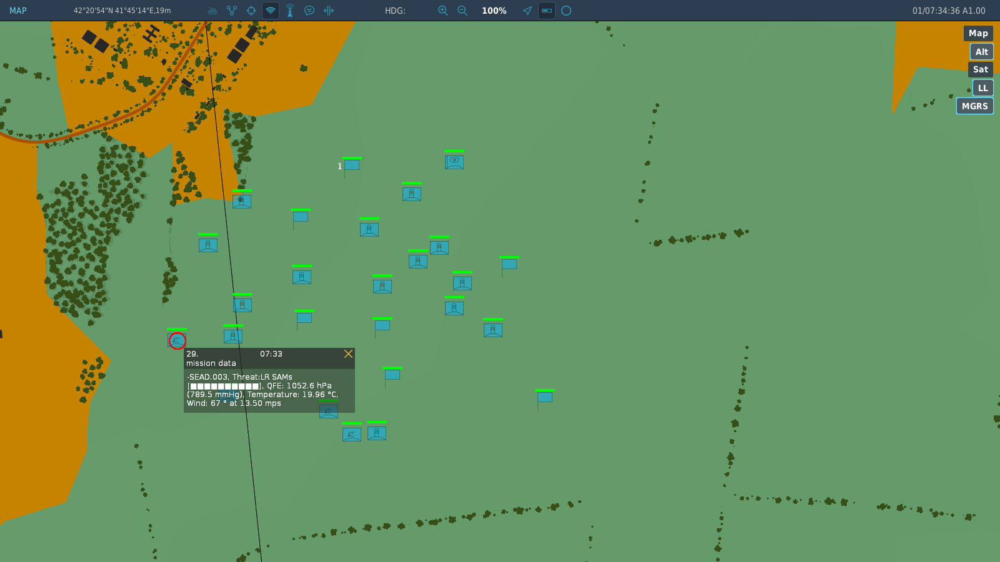 MAP 42°20'54"N 41°45'14"E,19m HDG: 100% 01/07:34:36 A1.00
Map
Alt
Sat
LL
MGRS
1
29. 07:33
mission data
-SEAD.003, Threat:LR SAMs
[■■■■■■■■■■], QFE: 1052.6 hPa
(789.5 mmHg), Temperature: 19.96 °C,
Wind: 67 ° at 13.50 mps